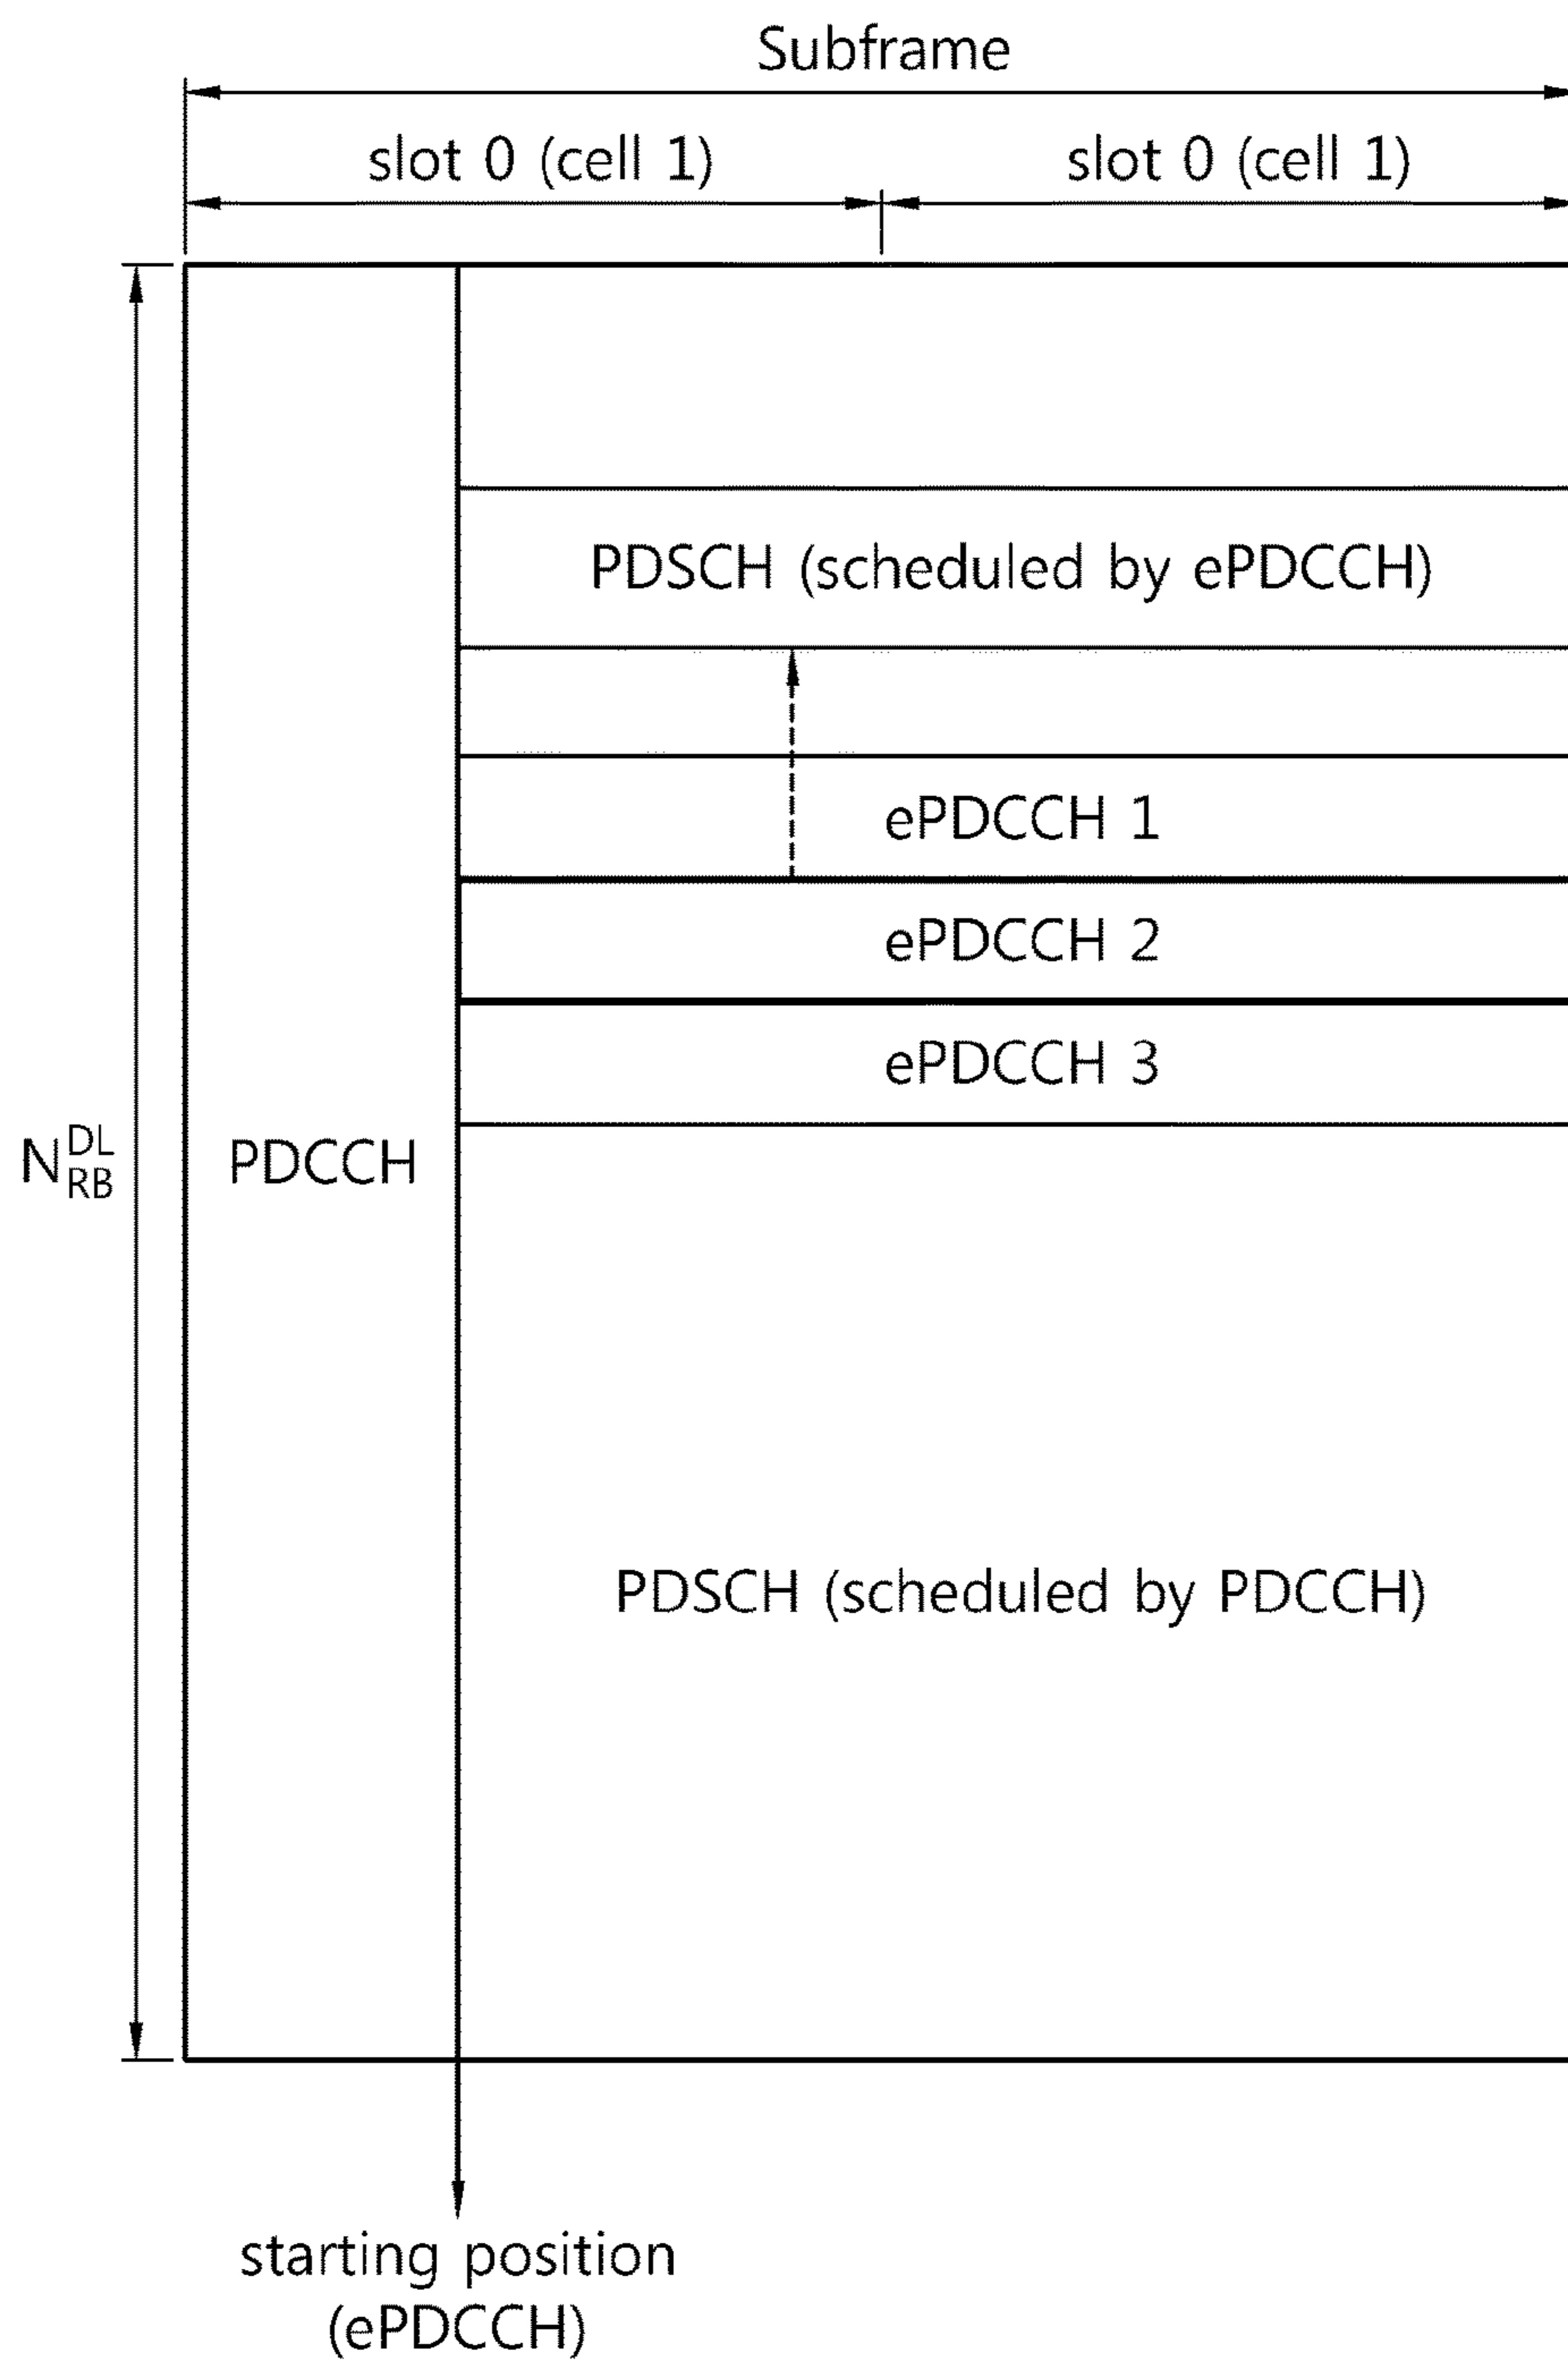 Subframe
slot 0 (cell 1) slot 0 (cell 1)
PDSCH (scheduled by ePDCCH)
ePDCCH 1
ePDCCH 2
ePDCCH 3
N DL RB
PDCCH
PDSCH (scheduled by PDCCH)
starting position
(ePDCCH)